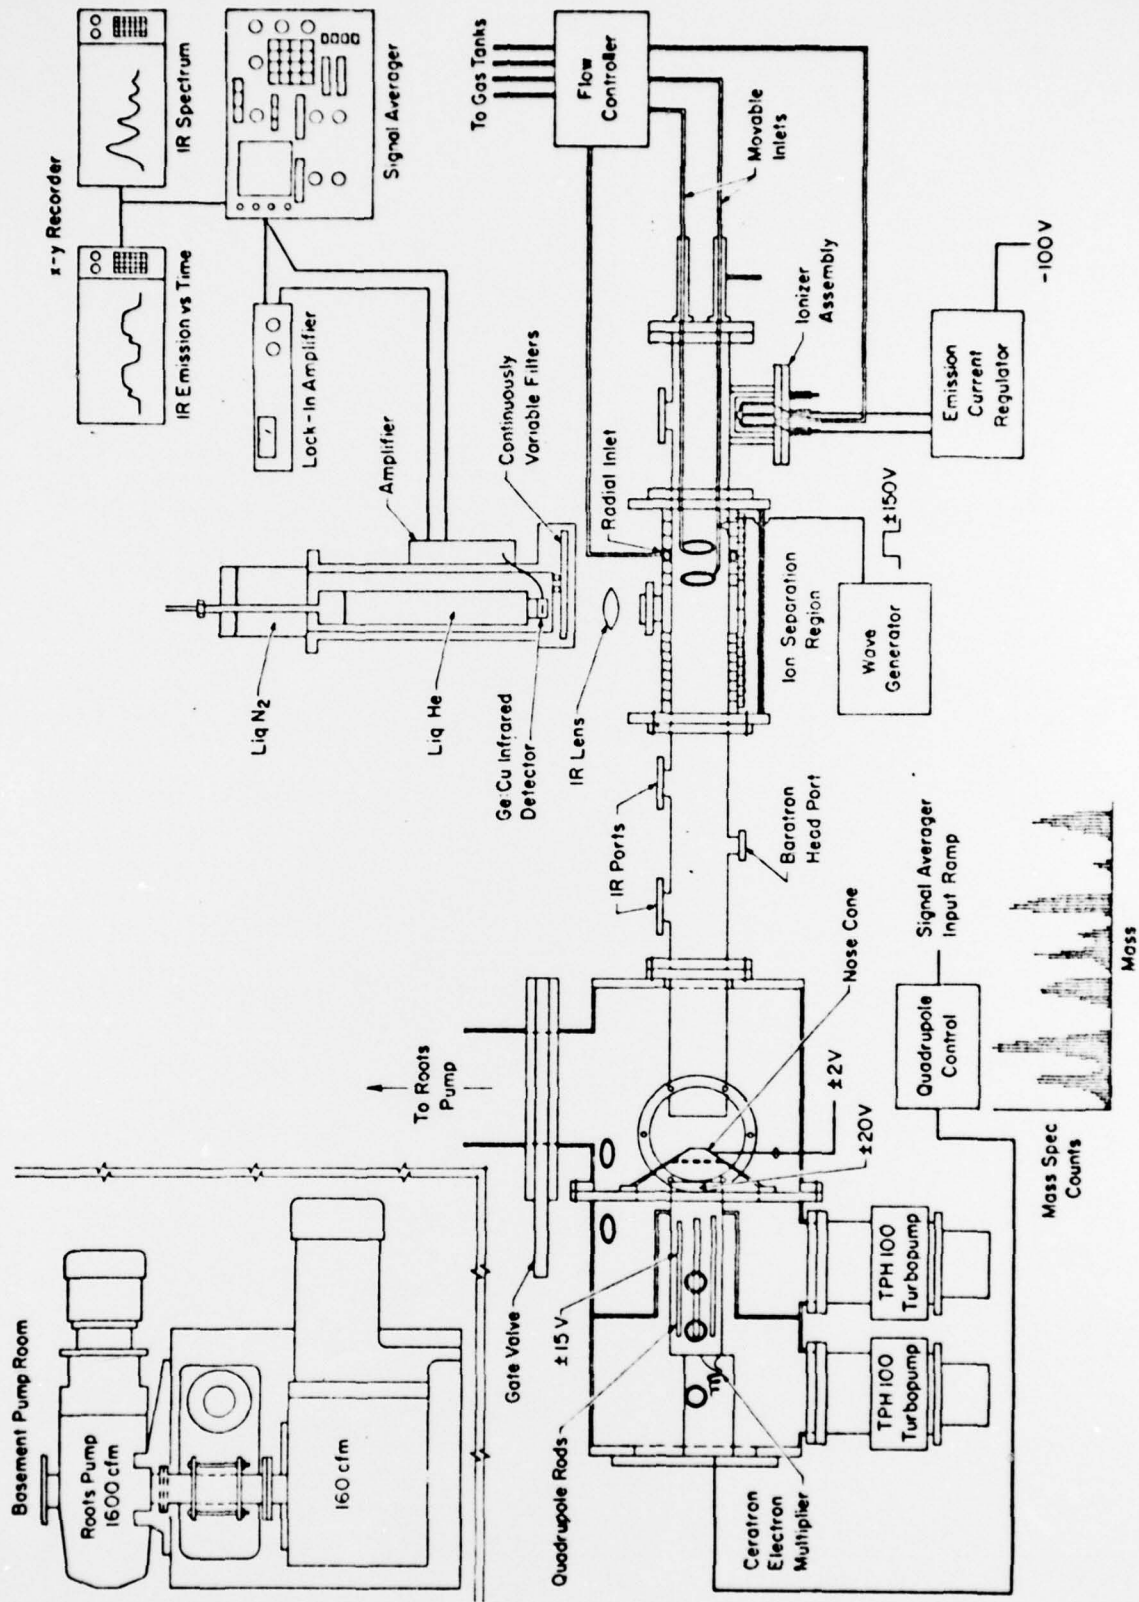 Basement Pump Room
Roots Pump
1600 cfm
160 cfm
x-y Recorder
IR Emission vs Time
IR Spectrum
Lock-In Amplifier
Signal Averager
Liq N2
Amplifier
Liq He
Continuously
Variable Filters
Ge:Cu Infrared
Detector
IR Lens
Radial Inlet
To Gas Tanks
Flow
Controller
Movable
Inlets
To Roots
Pump
Gate Valve
IR Ports
±15V
Quadrupole Rods
Ceratron
Electron
Multiplier
TPH 100
Turbopump
TPH 100
Turbopump
±20V
±2V
Nose Cone
Baratron
Head Port
Ion Separation
Region
±150V
Wave
Generator
Ionizer
Assembly
Emission
Current
Regulator
-100V
Quadrupole
Control
Signal Averager
Input Ramp
Mass Spec
Counts
Mass